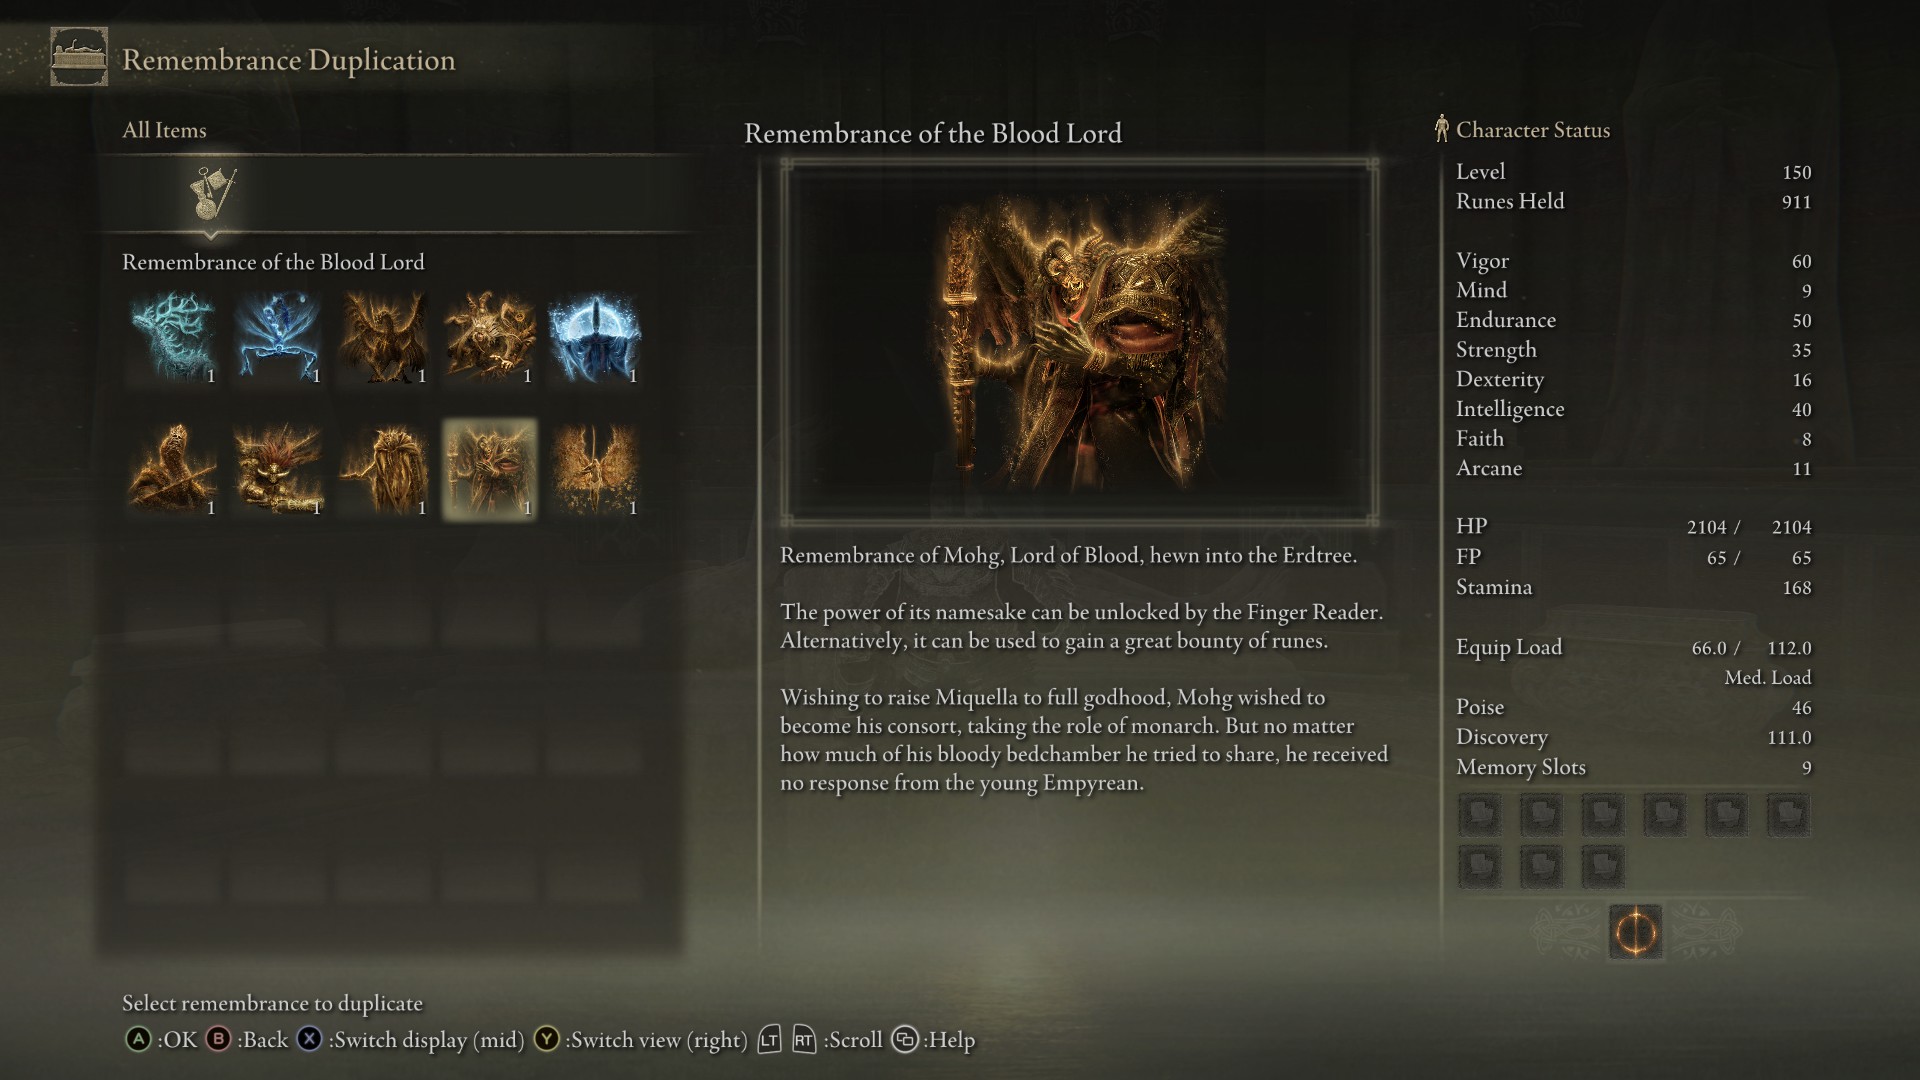 Remembrance Duplication
All Items
Remembrance of the Blood Lord
1 1 1 1 1
1 1 1 1 1
Remembrance of the Blood Lord
Remembrance of Mohg, Lord of Blood, hewn into the Erdtree.
The power of its namesake can be unlocked by the Finger Reader.
Alternatively, it can be used to gain a great bounty of runes.
Wishing to raise Miquella to full godhood, Mohg wished to
become his consort, taking the role of monarch. But no matter
how much of his bloody bedchamber he tried to share, he received
no response from the young Empyrean.
Character Status
Level 150
Runes Held 911
Vigor 60
Mind 9
Endurance 50
Strength 35
Dexterity 16
Intelligence 40
Faith 8
Arcane 11
HP 2104 / 2104
FP 65 / 65
Stamina 168
Equip Load 66.0 / 112.0
Med. Load
Poise 46
Discovery 111.0
Memory Slots 9
Select remembrance to duplicate
A :OK B :Back X :Switch display (mid) Y :Switch view (right) LT RT :Scroll :Help